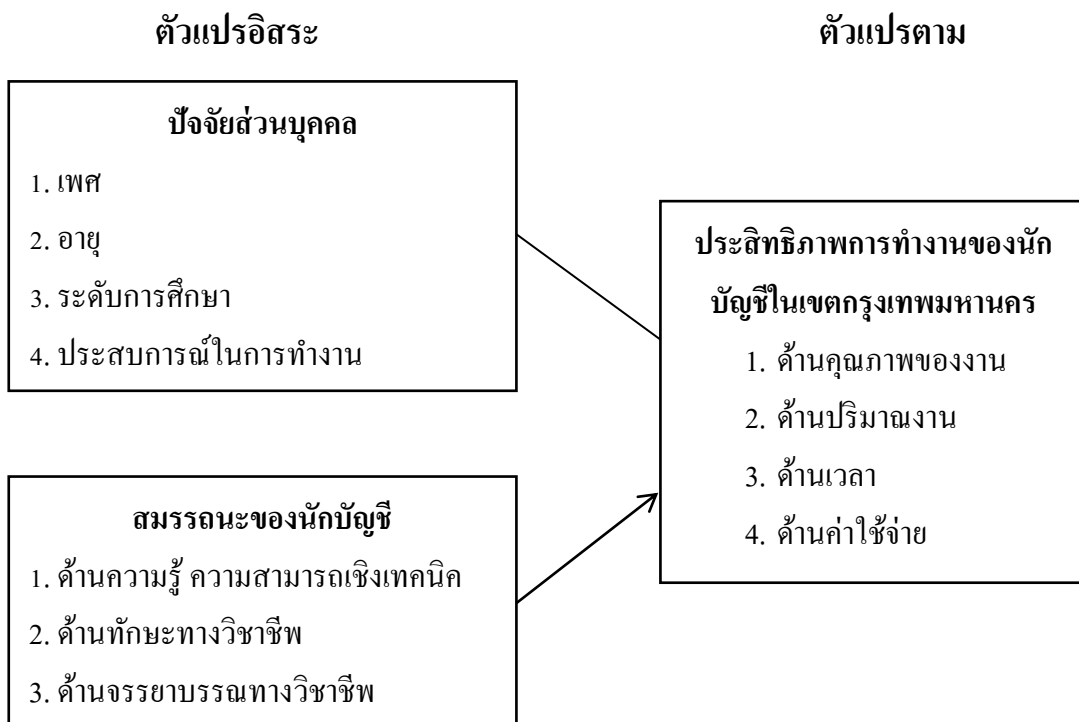 ตัวแปรอิสระ
ตัวแปรตาม
ปัจจัยส่วนบุคคล
1. เพศ
2. อายุ
3. ระดับการศึกษา
4. ประสบการณ์ในการทำงาน
สมรรถนะของนักบัญชี
1. ด้านความรู้ ความสามารถเชิงเทคนิค
2. ด้านทักษะทางวิชาชีพ
3. ด้านจรรยาบรรณทางวิชาชีพ
ประสิทธิภาพการทำงานของนัก
บัญชีในเขตกรุงเทพมหานคร
1. ด้านคุณภาพของงาน
2. ด้านปริมาณงาน
3. ด้านเวลา
4. ด้านค่าใช้จ่าย